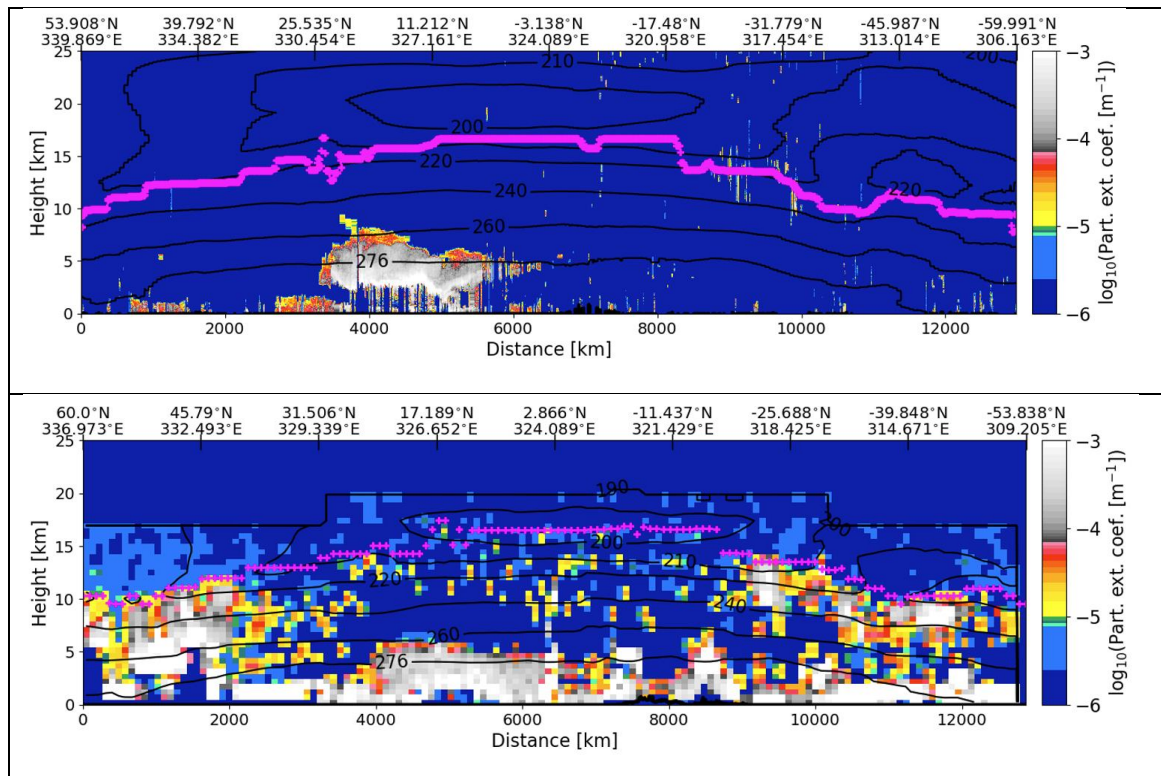 53.908°N 39.792°N 25.535°N 11.212°N -3.138°N -17.48°N -31.779°N -45.987°N -59.991°N
339.869°E 334.382°E 330.454°E 327.161°E 324.089°E 320.958°E 317.454°E 313.014°E 306.163°E
25 20 15 10 5 0
Height [km]
210 200 200 220 220 240 260 276
0 2000 4000 6000 8000 10000 12000
Distance [km]
−3 −4 −5 −6
log10(Part. ext. coef. [m−1])
60.0°N 45.79°N 31.506°N 17.189°N 2.866°N -11.437°N -25.688°N -39.848°N -53.838°N
336.973°E 332.493°E 329.339°E 326.652°E 324.089°E 321.429°E 318.425°E 314.671°E 309.205°E
25 20 15 10 5 0
Height [km]
190 200 210 220 240 260 276
0 2000 4000 6000 8000 10000 12000
Distance [km]
−3 −4 −5 −6
log10(Part. ext. coef. [m−1])